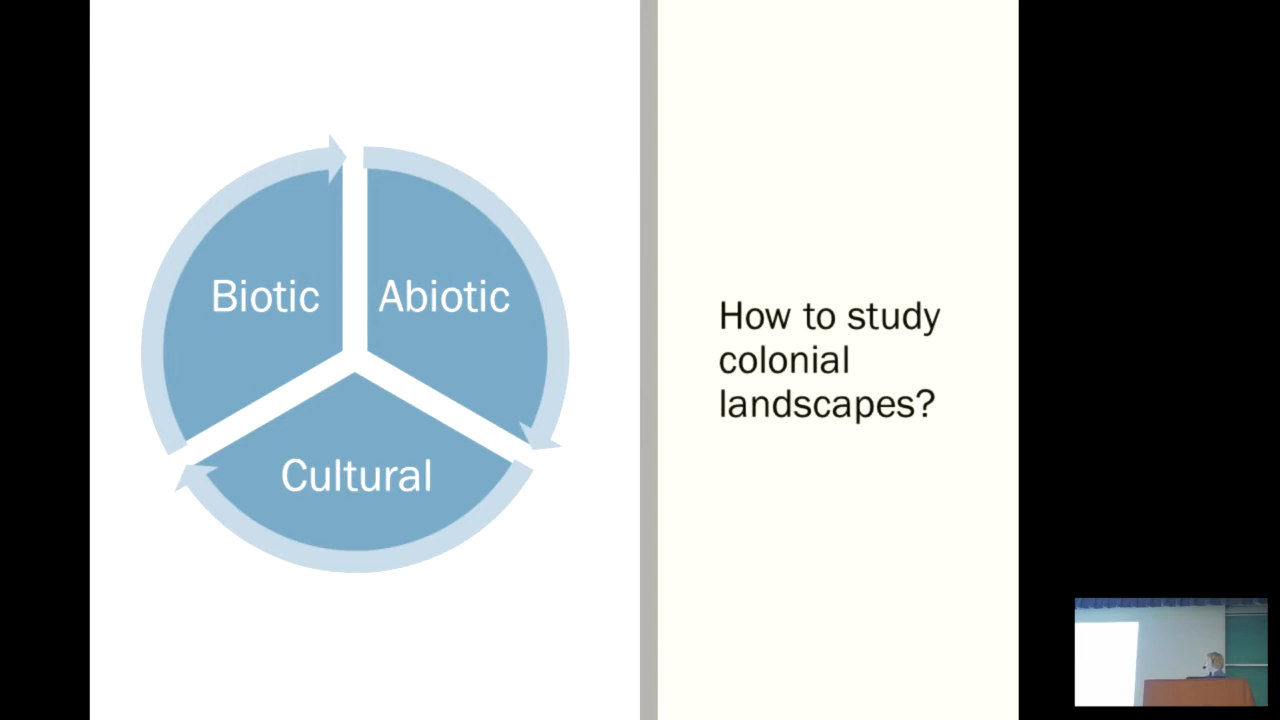 Biotic
Abiotic
Cultural
How to study
colonial
landscapes?